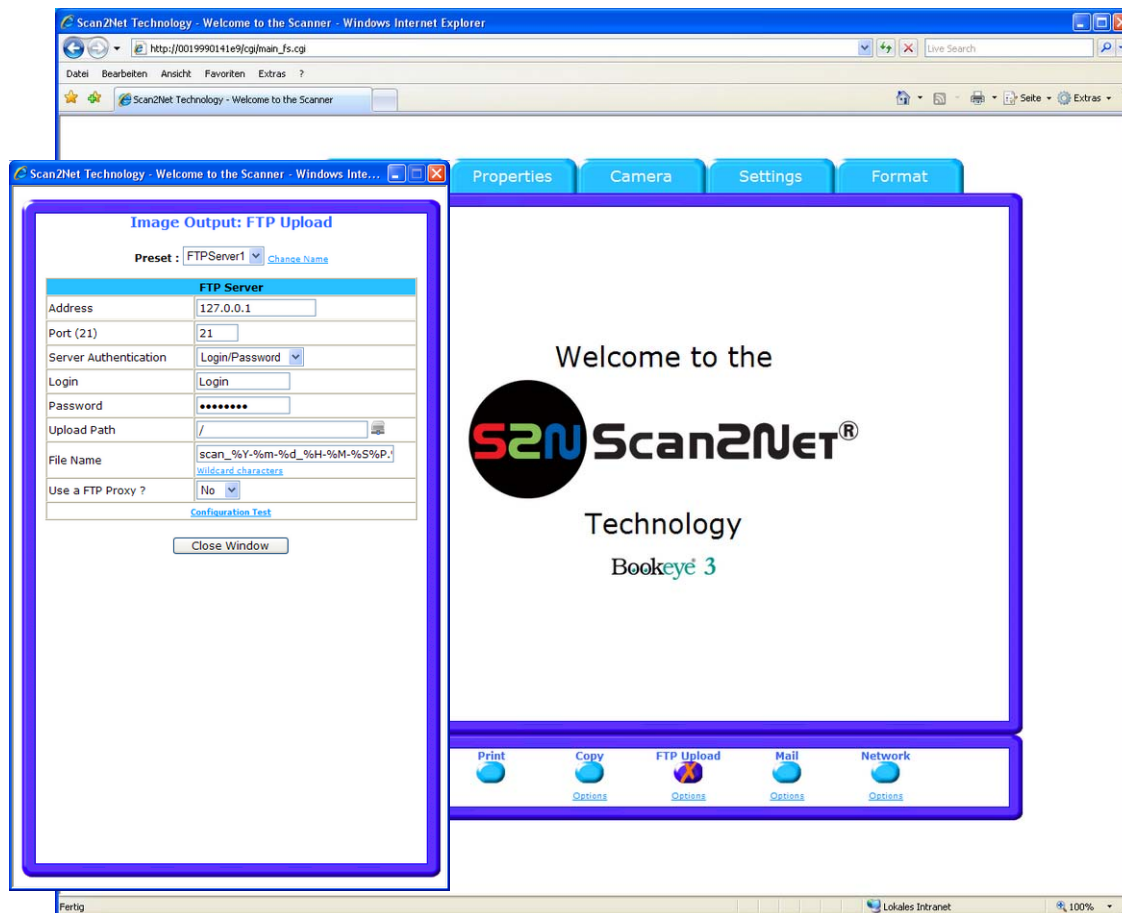 Scan2Net Technology - Welcome to the Scanner - Windows Internet Explorer
http://0019990141e9/cgi/main_fs.cgi
Live Search
Datei Bearbeiten Ansicht Favoriten Extras ?
Scan2Net Technology - Welcome to the Scanner
Seite Extras
Properties Camera Settings Format
Scan2Net Technology - Welcome to the Scanner - Windows Inte...
Image Output: FTP Upload
Preset : FTPServer1 Change Name
FTP Server
Address 127.0.0.1
Port (21) 21
Server Authentication Login/Password
Login Login
Password ••••••••
Upload Path /
File Name scan_%Y-%m-%d_%H-%M-%S%P.
Wildcard characters
Use a FTP Proxy ? No
Configuration Test
Close Window
Welcome to the
S2N Scan2Net®
Technology
Bookeye® 3
Print Copy FTP Upload Mail Network
X
Options Options Options Options
Fertig Lokales Intranet 100%